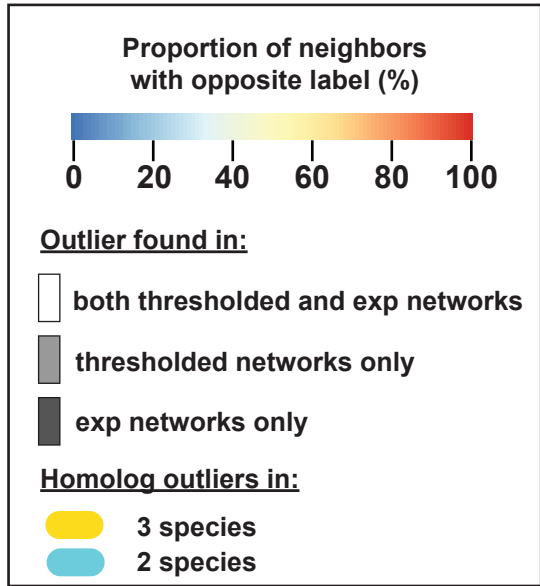 Proportion of neighbors
with opposite label (%)
0 20 40 60 80 100
Outlier found in:
both thresholded and exp networks
thresholded networks only
exp networks only
Homolog outliers in:
3 species
2 species